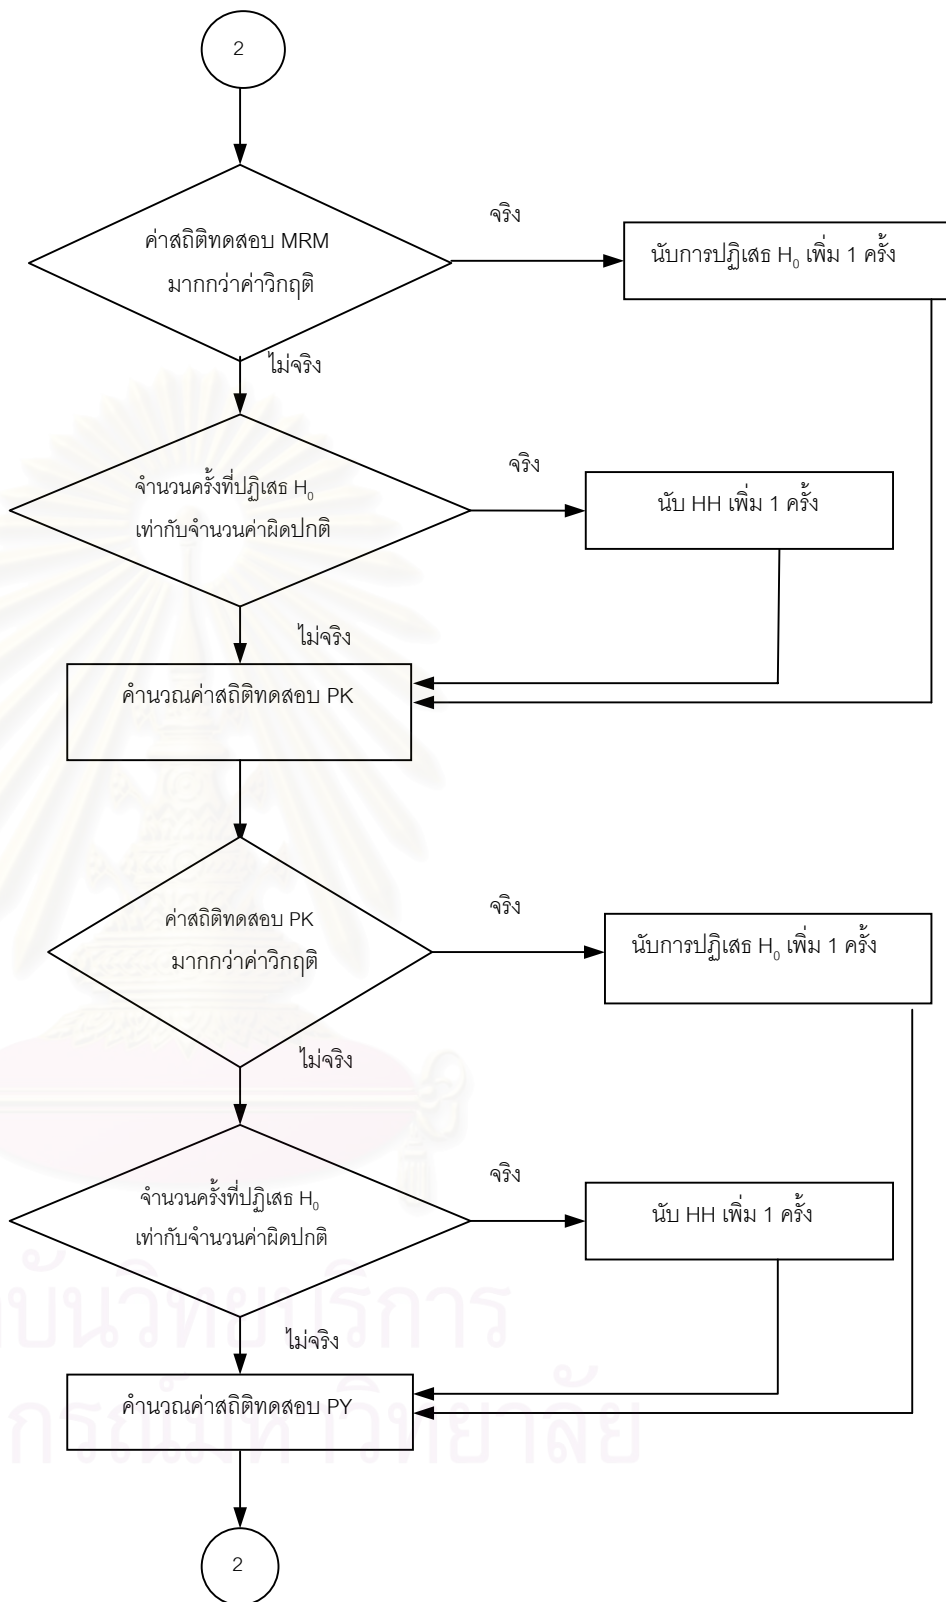 2
ค่าสถิติทดสอบ MRM
มากกว่าค่าวิกฤติ
จริง
นับการปฏิเสธ H₀ เพิ่ม 1 ครั้ง
ไม่จริง
จำนวนครั้งที่ปฏิเสธ H₀
เท่ากับจำนวนค่าผิดปกติ
จริง
นับ HH เพิ่ม 1 ครั้ง
ไม่จริง
คำนวณค่าสถิติทดสอบ PK
ค่าสถิติทดสอบ PK
มากกว่าค่าวิกฤติ
จริง
นับการปฏิเสธ H₀ เพิ่ม 1 ครั้ง
ไม่จริง
จำนวนครั้งที่ปฏิเสธ H₀
เท่ากับจำนวนค่าผิดปกติ
จริง
นับ HH เพิ่ม 1 ครั้ง
ไม่จริง
คำนวณค่าสถิติทดสอบ PY
2